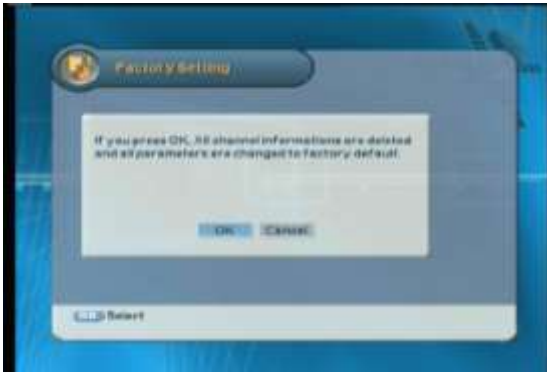 Factory Setting
If you press OK, All channel informations are deleted
and all parameters are changed to factory default.
OK Cancel
Select